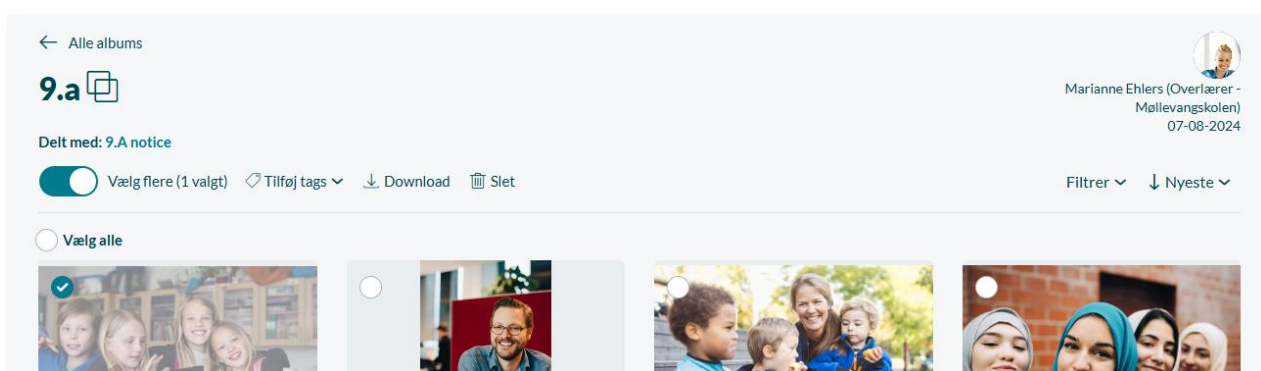 Alle albums
9.a
Marianne Ehlers (Overlærer -
Møllevangskolen)
07-08-2024
Delt med: 9.A notice
Vælg flere (1 valgt) Tilføj tags Download Slet Filtrer Nyeste
Vælg alle